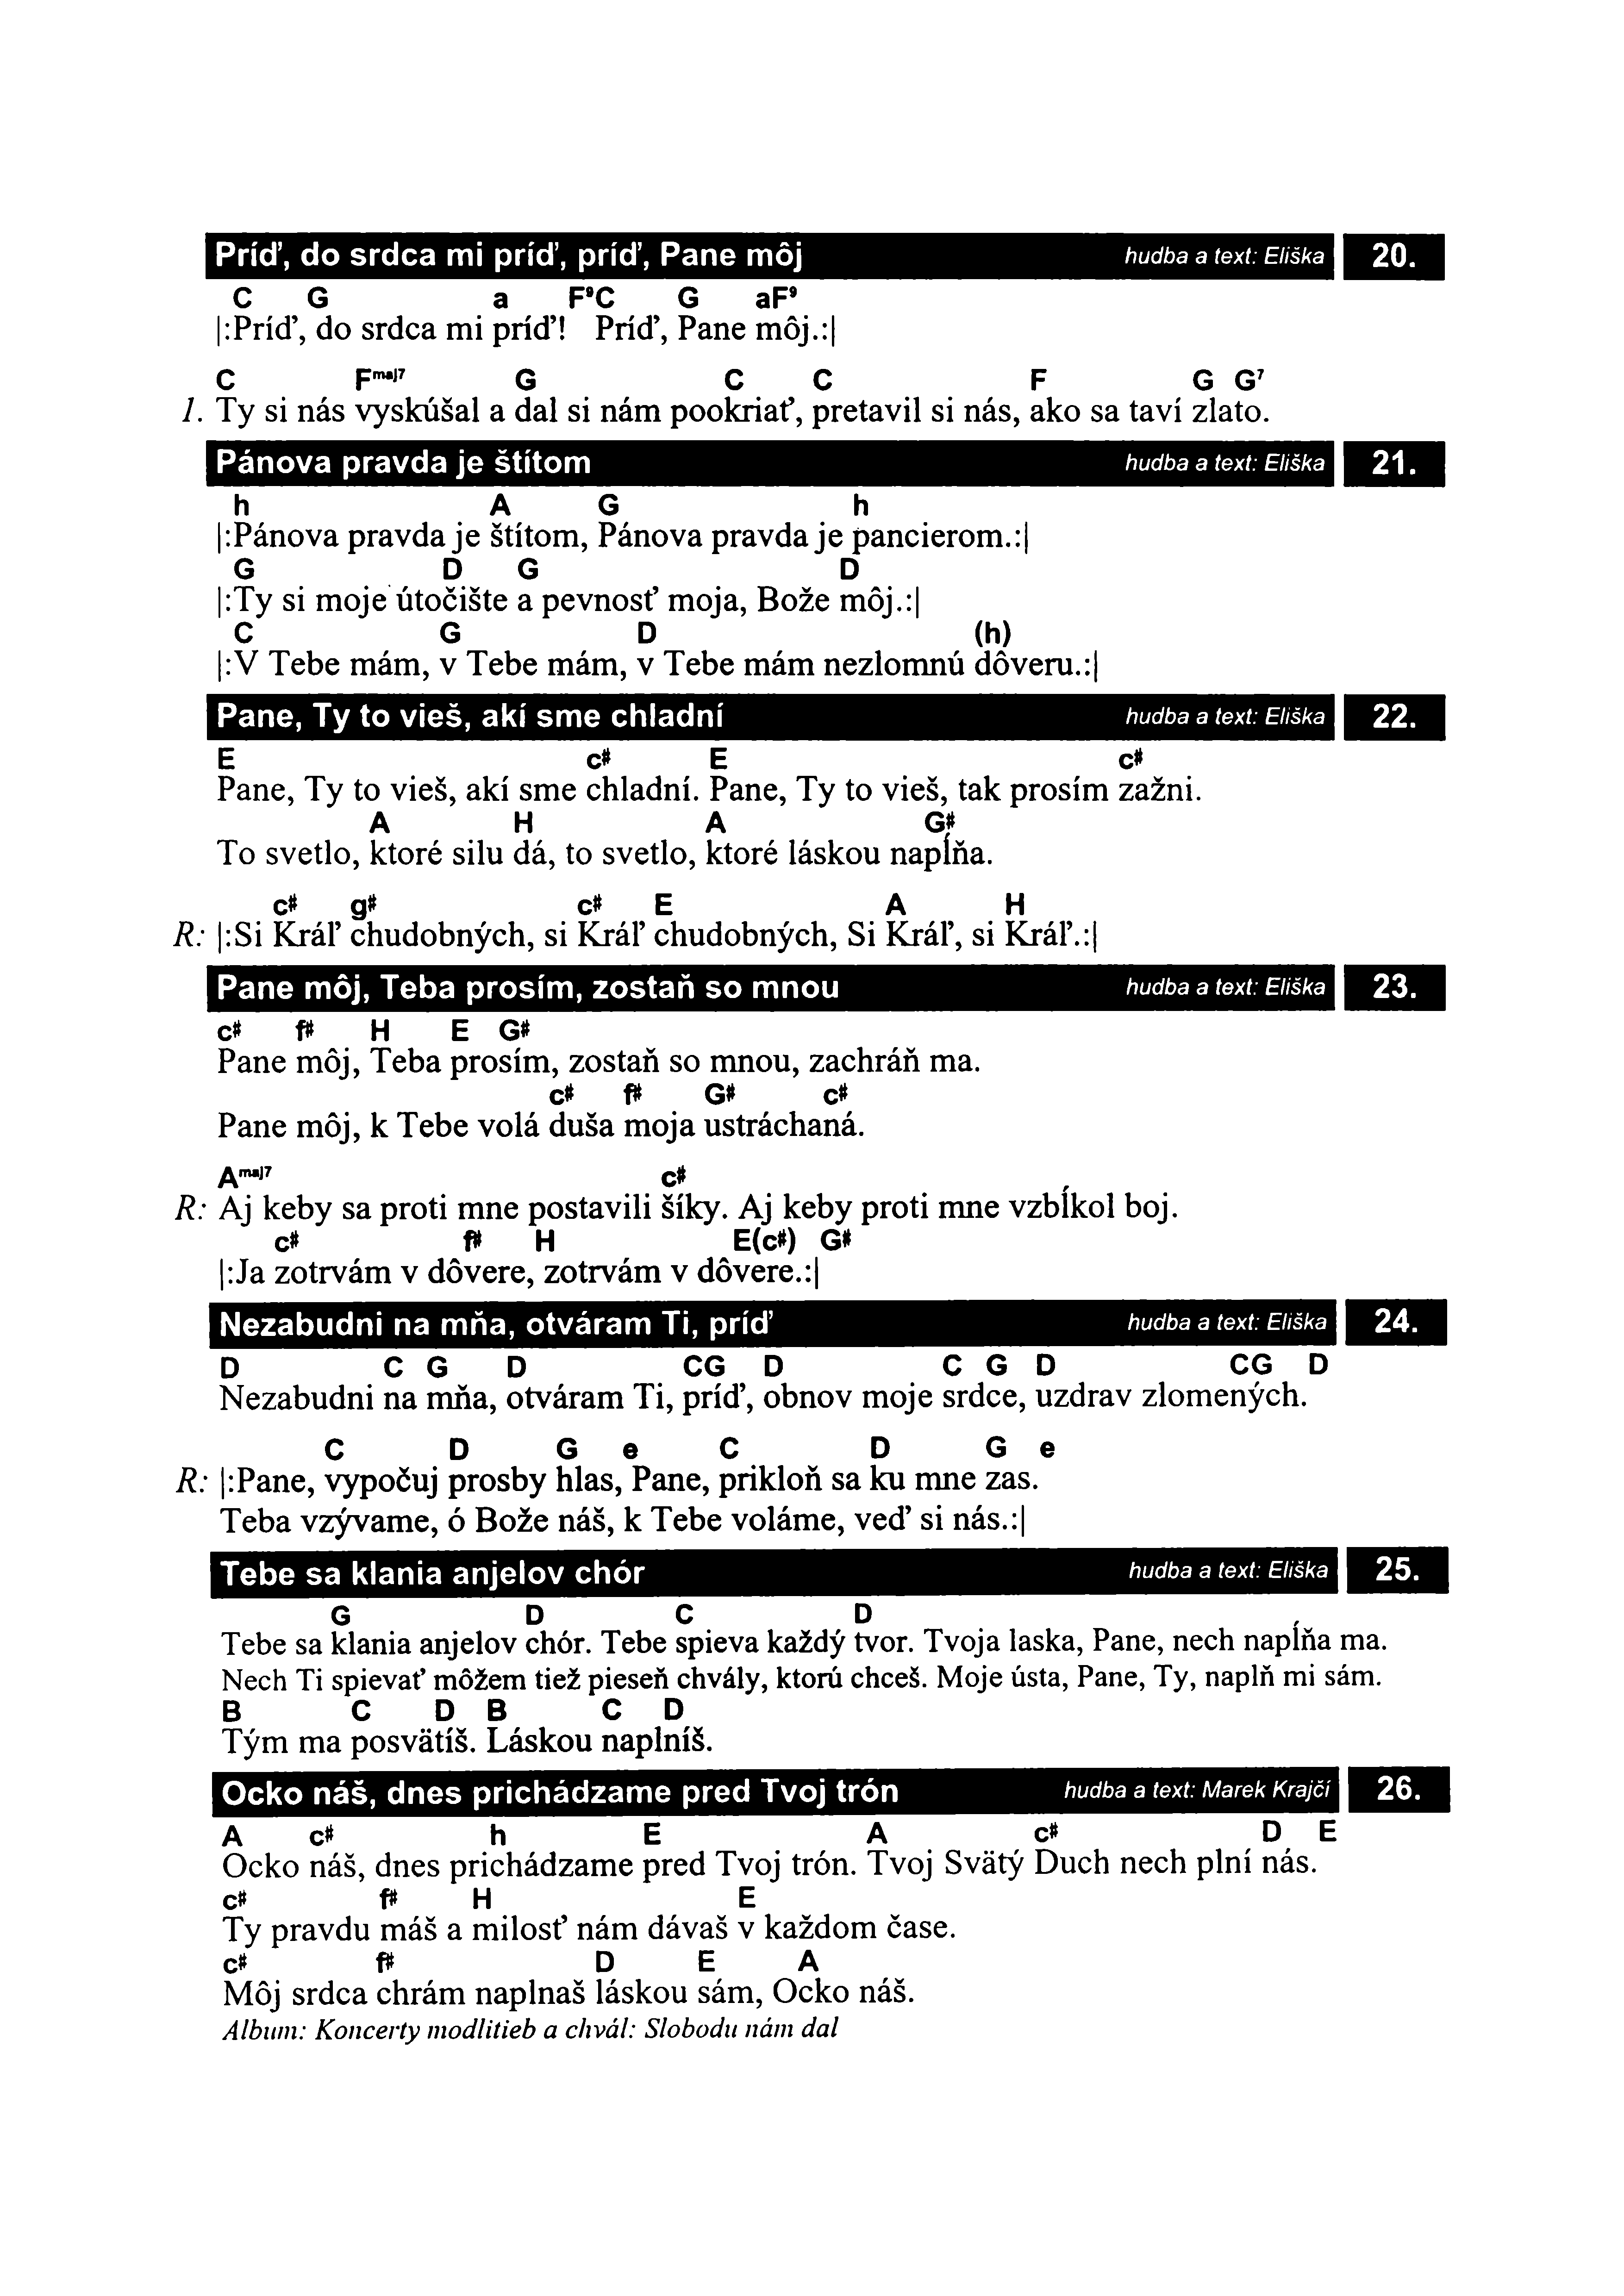 Príď, do srdca mi príď, príď, Pane môj hudba a text: Eliška 20.
C G a F⁹C G aF⁹
|:Príď, do srdca mi príď! Príď, Pane môj.:|
C Fmaj7 G C C F G G7
1. Ty si nás vyskúšal a dal si nám pookriať, pretavil si nás, ako sa taví zlato.
Pánova pravda je štítom hudba a text: Eliška 21.
h A G h
|:Pánova pravda je štítom, Pánova pravda je pancierom.:|
G D G D
|:Ty si moje útočište a pevnosť moja, Bože môj.:|
C G D (h)
|:V Tebe mám, v Tebe mám, v Tebe mám nezlomnú dôveru.:|
Pane, Ty to vieš, akí sme chladní hudba a text: Eliška 22.
E c# E c#
Pane, Ty to vieš, akí sme chladní. Pane, Ty to vieš, tak prosím zažni.
A H A G#
To svetlo, ktoré silu dá, to svetlo, ktoré láskou napĺňa.
c# g# c# E A H
R: |:Si Kráľ chudobných, si Kráľ chudobných, Si Kráľ, si Kráľ.:|
Pane môj, Teba prosím, zostaň so mnou hudba a text: Eliška 23.
c# f# H E G#
Pane môj, Teba prosím, zostaň so mnou, zachráň ma.
c# f# G# c#
Pane môj, k Tebe volá duša moja ustráchaná.
Amaj7 c#
R: Aj keby sa proti mne postavili šíky. Aj keby proti mne vzbĺkol boj.
c# f# H E(c#) G#
|:Ja zotrvám v dôvere, zotrvám v dôvere.:|
Nezabudni na mňa, otváram Ti, príď hudba a text: Eliška 24.
D C G D CG D C G D CG D
Nezabudni na mňa, otváram Ti, príď, obnov moje srdce, uzdrav zlomených.
C D G e C D G e
R: |:Pane, vypočuj prosby hlas, Pane, prikloň sa ku mne zas.
Teba vzývame, ó Bože náš, k Tebe voláme, veď si nás.:|
Tebe sa klania anjelov chór hudba a text: Eliška 25.
G D C D
Tebe sa klania anjelov chór. Tebe spieva každý tvor. Tvoja laska, Pane, nech napĺňa ma.
Nech Ti spievať môžem tiež pieseň chvály, ktorú chceš. Moje ústa, Pane, Ty, naplň mi sám.
B C D B C D
Tým ma posvätíš. Láskou naplníš.
Ocko náš, dnes prichádzame pred Tvoj trón hudba a text: Marek Krajčí 26.
A c# h E A c# D E
Ocko náš, dnes prichádzame pred Tvoj trón. Tvoj Svätý Duch nech plní nás.
c# f# H E
Ty pravdu máš a milosť nám dávaš v každom čase.
c# f# D E A
Môj srdca chrám naplnaš láskou sám, Ocko náš.
Album: Koncerty modlitieb a chvál: Slobodu nám dal